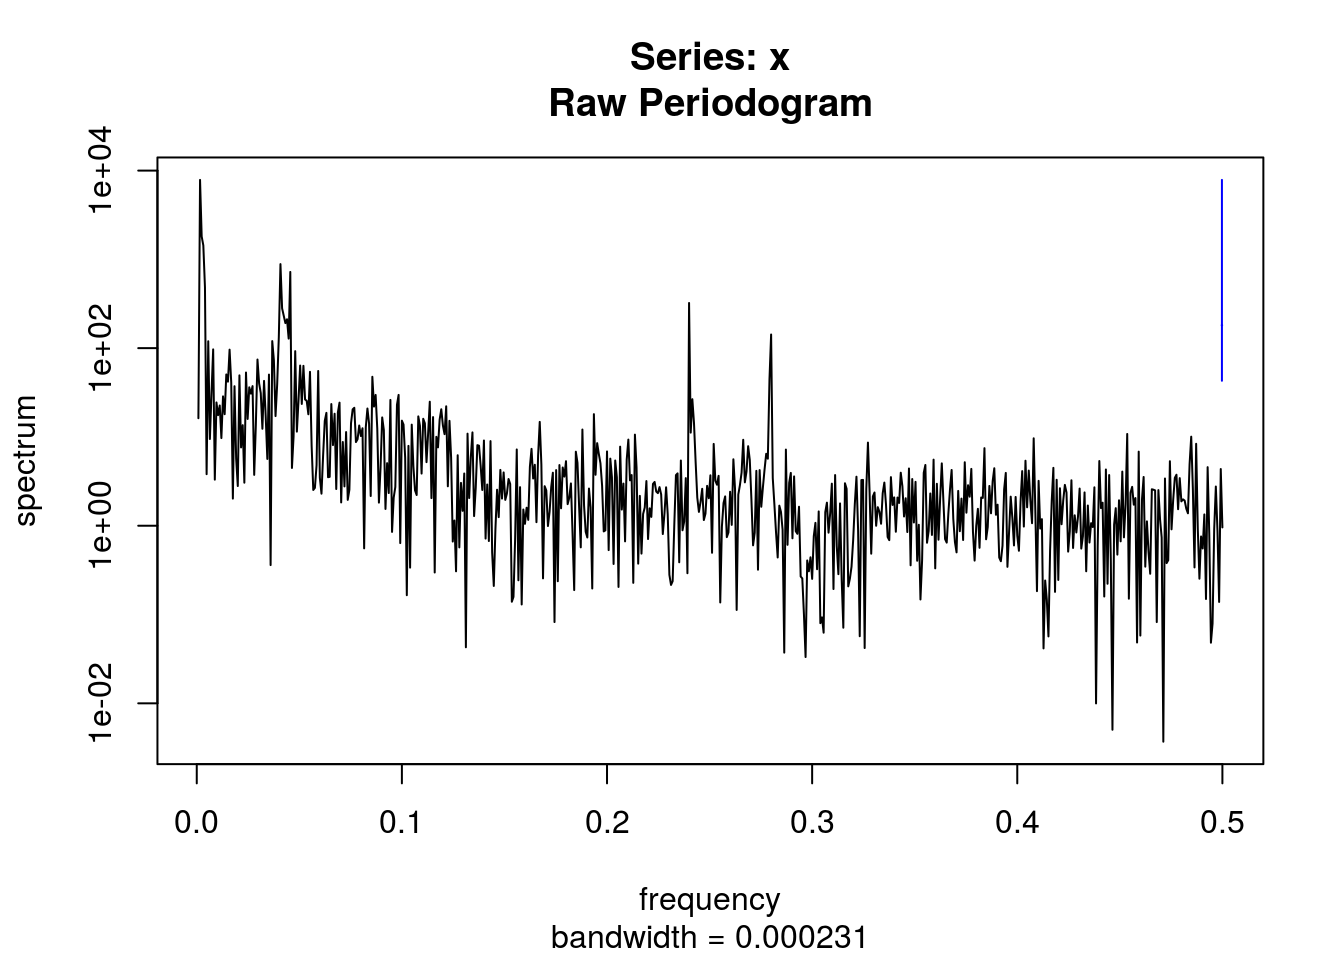 Series: x
Raw Periodogram
spectrum
1e+04
1e+02
1e+00
1e-02
0.0 0.1 0.2 0.3 0.4 0.5
frequency
bandwidth = 0.000231